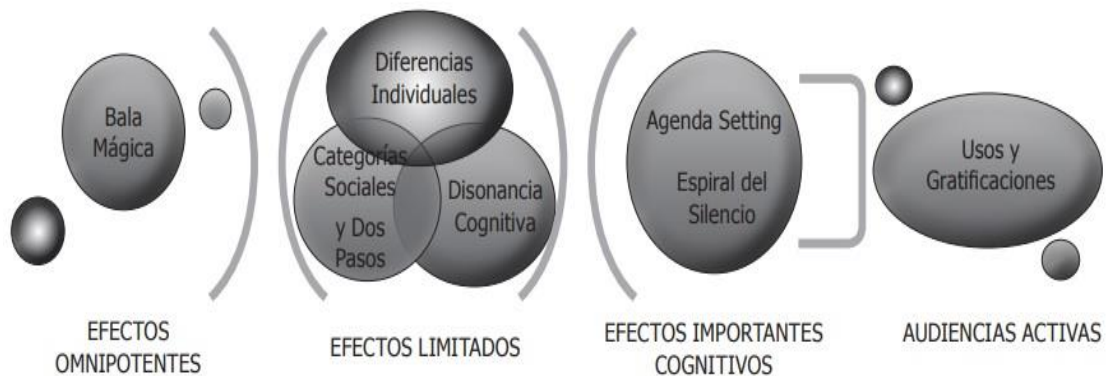 Bala
Mágica
Diferencias
Individuales
Categorías
Sociales
y Dos
Pasos
Disonancia
Cognitiva
Agenda Setting
Espiral del
Silencio
Usos y
Gratificaciones
EFECTOS
OMNIPOTENTES
EFECTOS LIMITADOS
EFECTOS IMPORTANTES
COGNITIVOS
AUDIENCIAS ACTIVAS